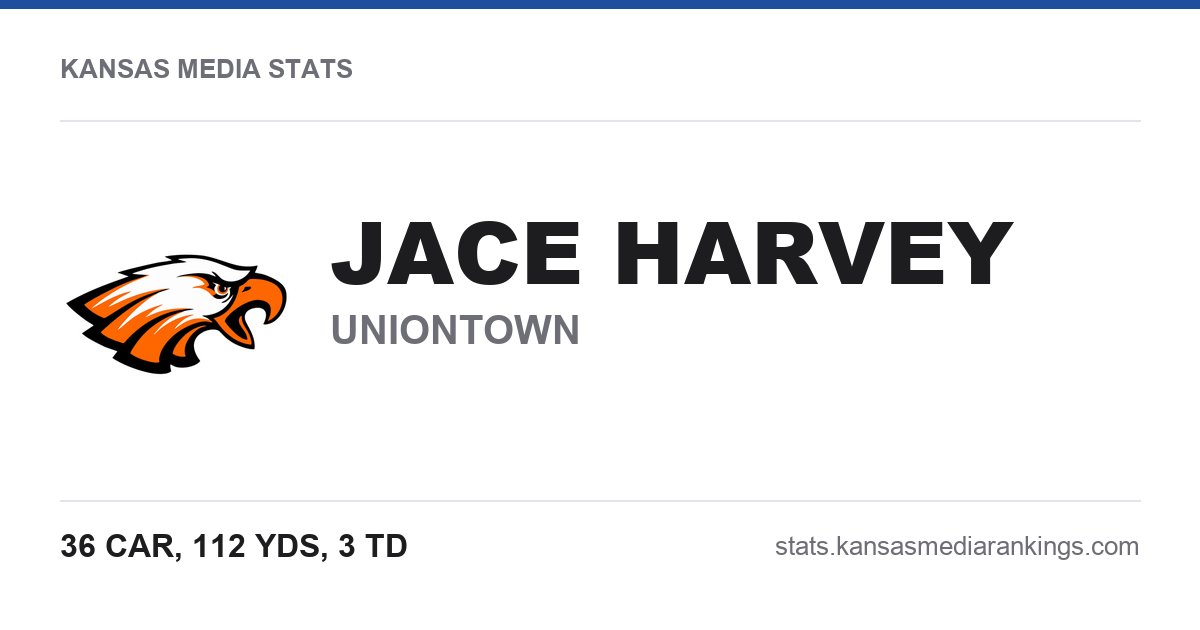 KANSAS MEDIA STATS
JACE HARVEY
UNIONTOWN
36 CAR, 112 YDS, 3 TD
stats.kansasmediarankings.com